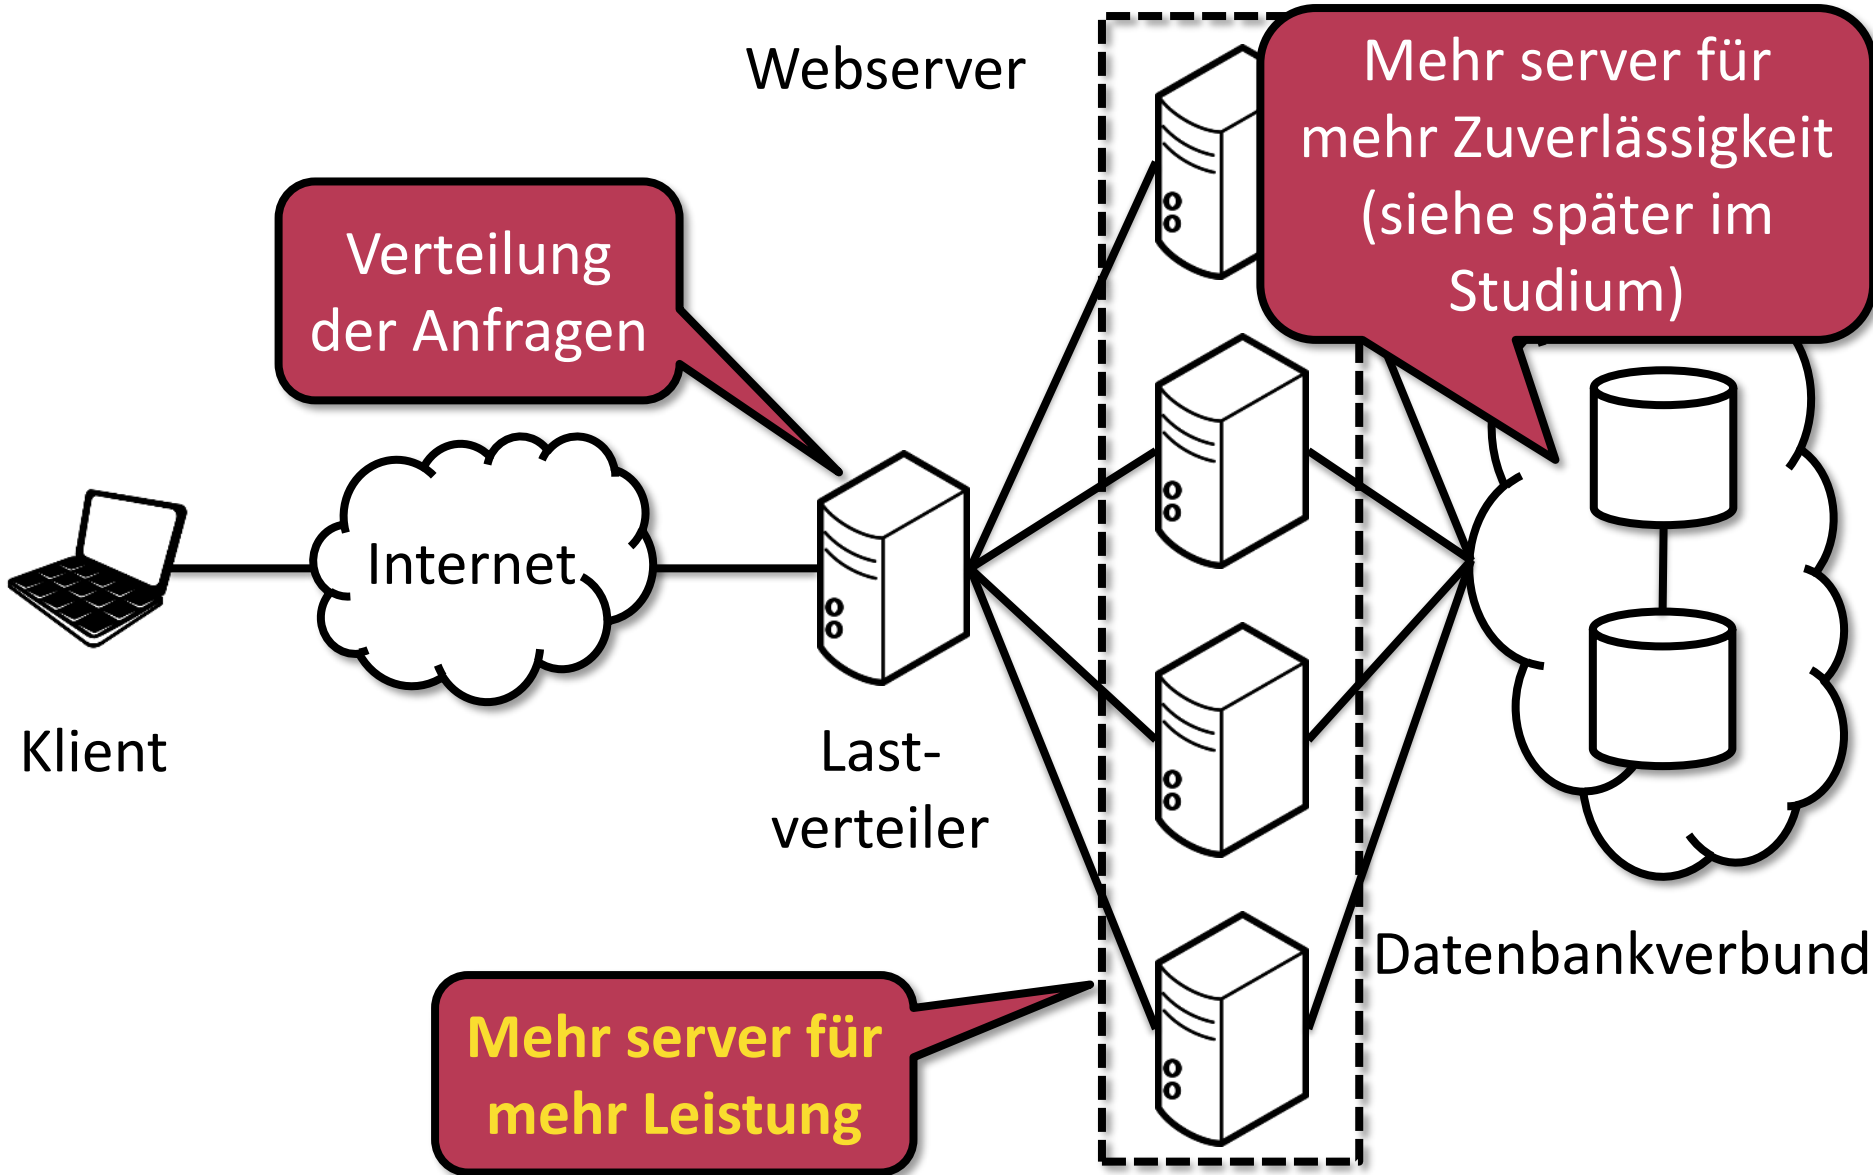 Webserver
Mehr server für
mehr Zuverlässigkeit
(siehe später im
Studium)
Verteilung
der Anfragen
Internet
Klient
Last-
verteiler
Datenbankverbund
Mehr server für
mehr Leistung